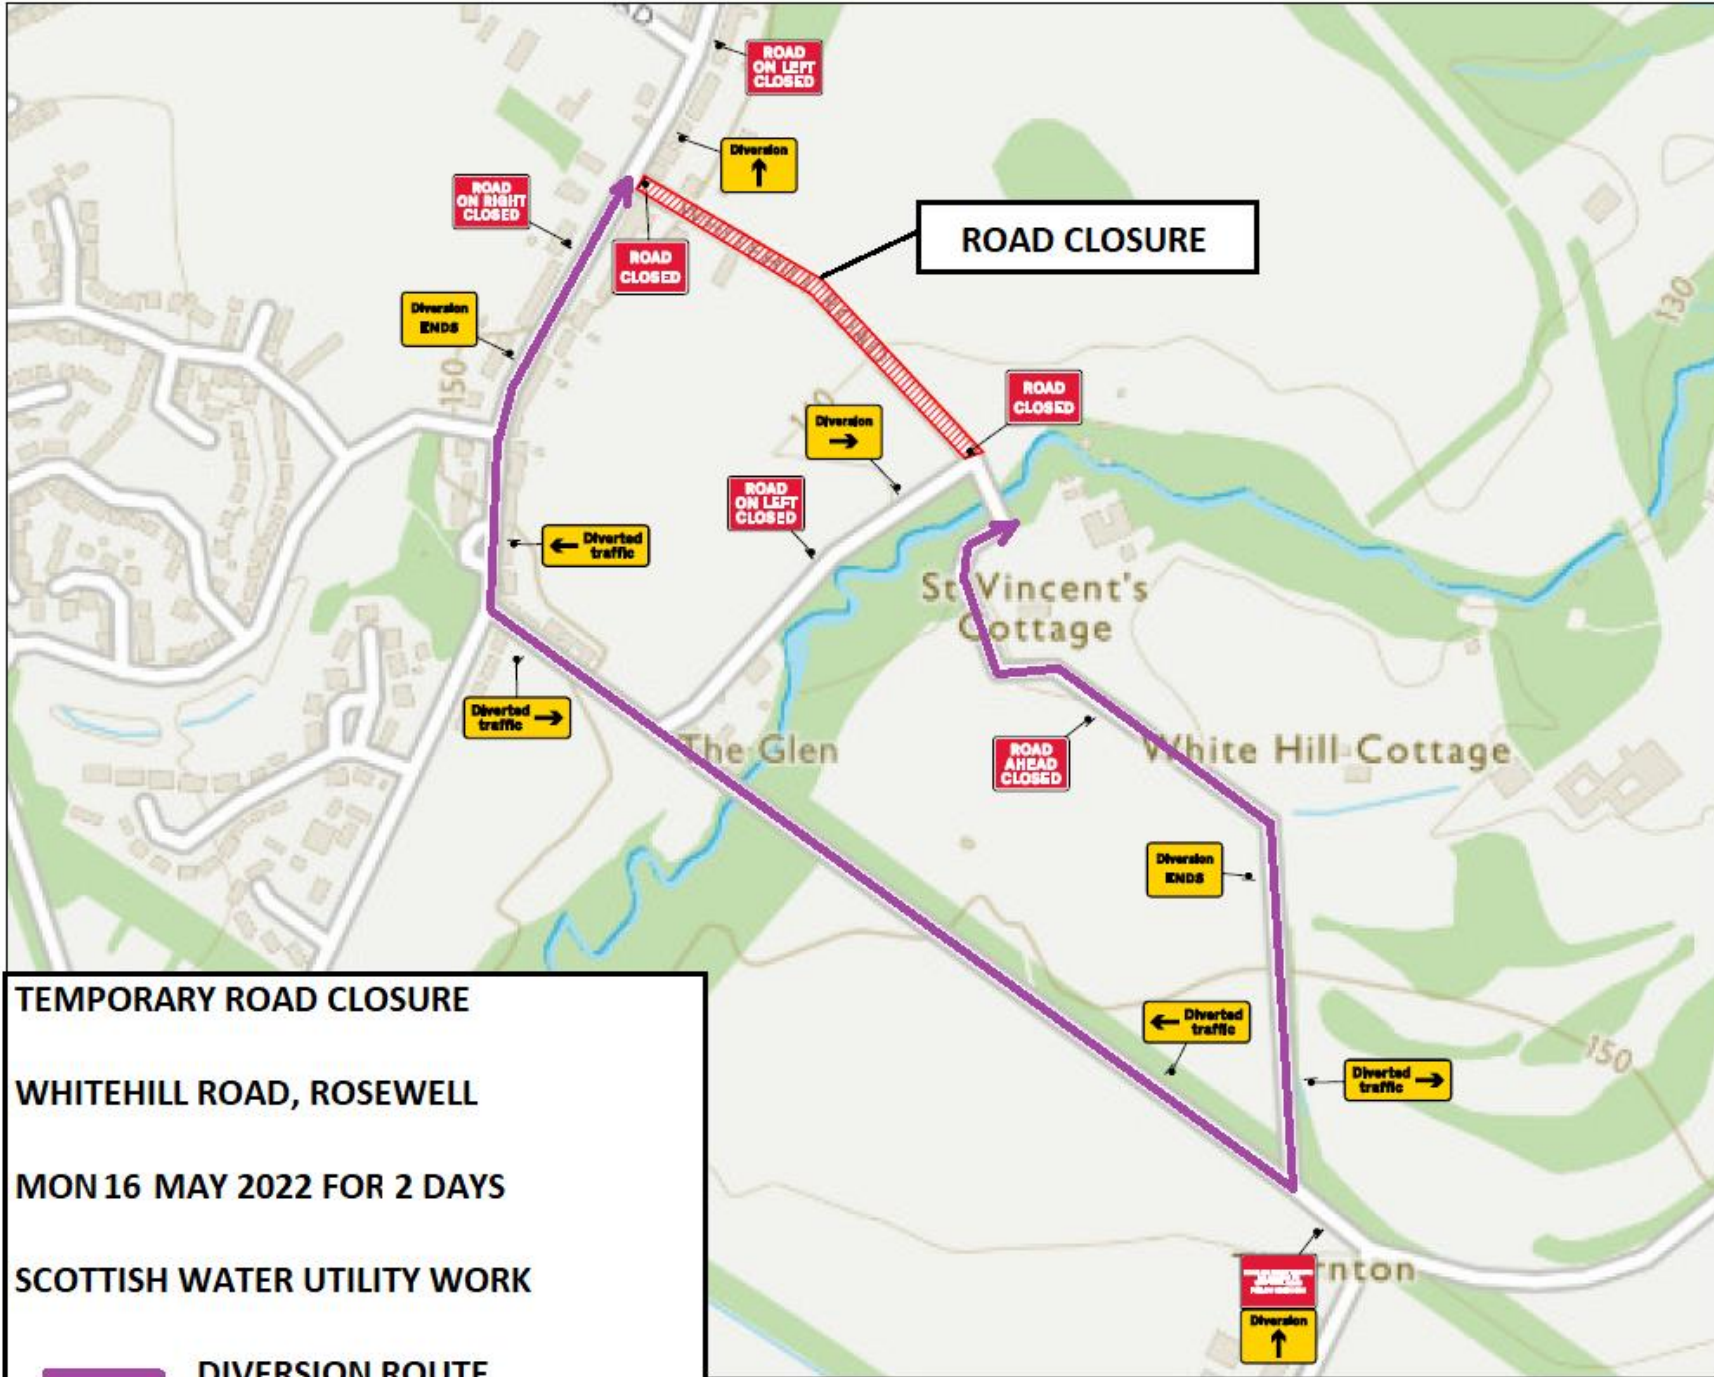 ROAD
ON LEFT
CLOSED
Diversion
ROAD
ON RIGHT
CLOSED
ROAD CLOSURE
ROAD
CLOSED
Diversion
ENDS
150
130
ROAD
CLOSED
Diversion
ROAD
ON LEFT
CLOSED
Diverted
traffic
St Vincent's
Cottage
Diverted
traffic
The Glen
ROAD
AHEAD
CLOSED
White Hill Cottage
Diversion
ENDS
Diverted
traffic
150
Diverted
traffic
rnton
Diversion
TEMPORARY ROAD CLOSURE
WHITEHILL ROAD, ROSEWELL
MON 16 MAY 2022 FOR 2 DAYS
SCOTTISH WATER UTILITY WORK
DIVERSION ROUTE